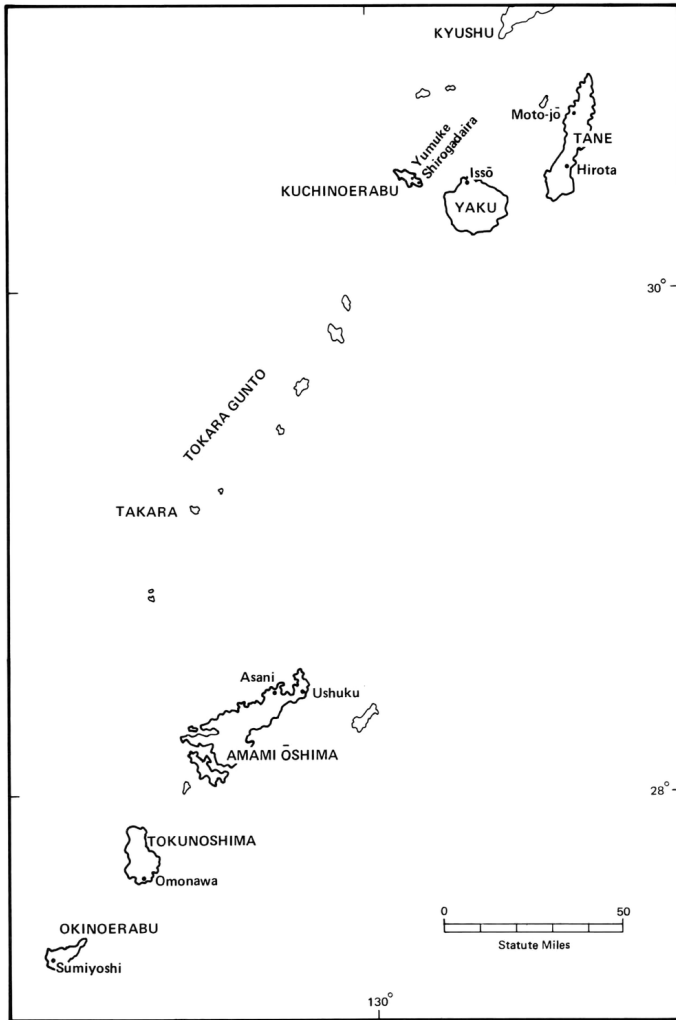 KYUSHU
Moto-jō
TANE
Yumuke
Shirogadaira
Issō
Hirota
KUCHINOERABU
YAKU
30°
TOKARA GUNTO
TAKARA
Asani
Ushuku
AMAMI ŌSHIMA
28°
TOKUNOSHIMA
Omonawa
0 50
Statute Miles
OKINOERABU
Sumiyoshi
130°